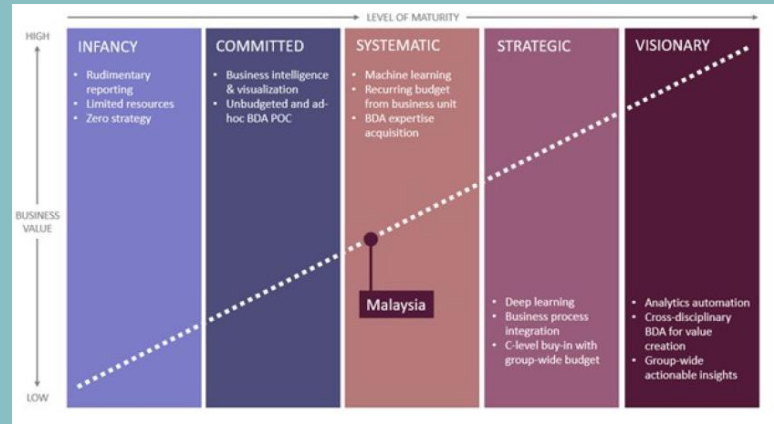 LEVEL OF MATURITY
HIGH
BUSINESS
VALUE
LOW
INFANCY
• Rudimentary
reporting
• Limited resources
• Zero strategy
COMMITTED
• Business intelligence
& visualization
• Unbudgeted and ad-
hoc BDA POC
SYSTEMATIC
• Machine learning
• Recurring budget
from business unit
• BDA expertise
acquisition
Malaysia
STRATEGIC
• Deep learning
• Business process
integration
• C-level buy-in with
group-wide budget
VISIONARY
• Analytics automation
• Cross-disciplinary
BDA for value
creation
• Group-wide
actionable insights